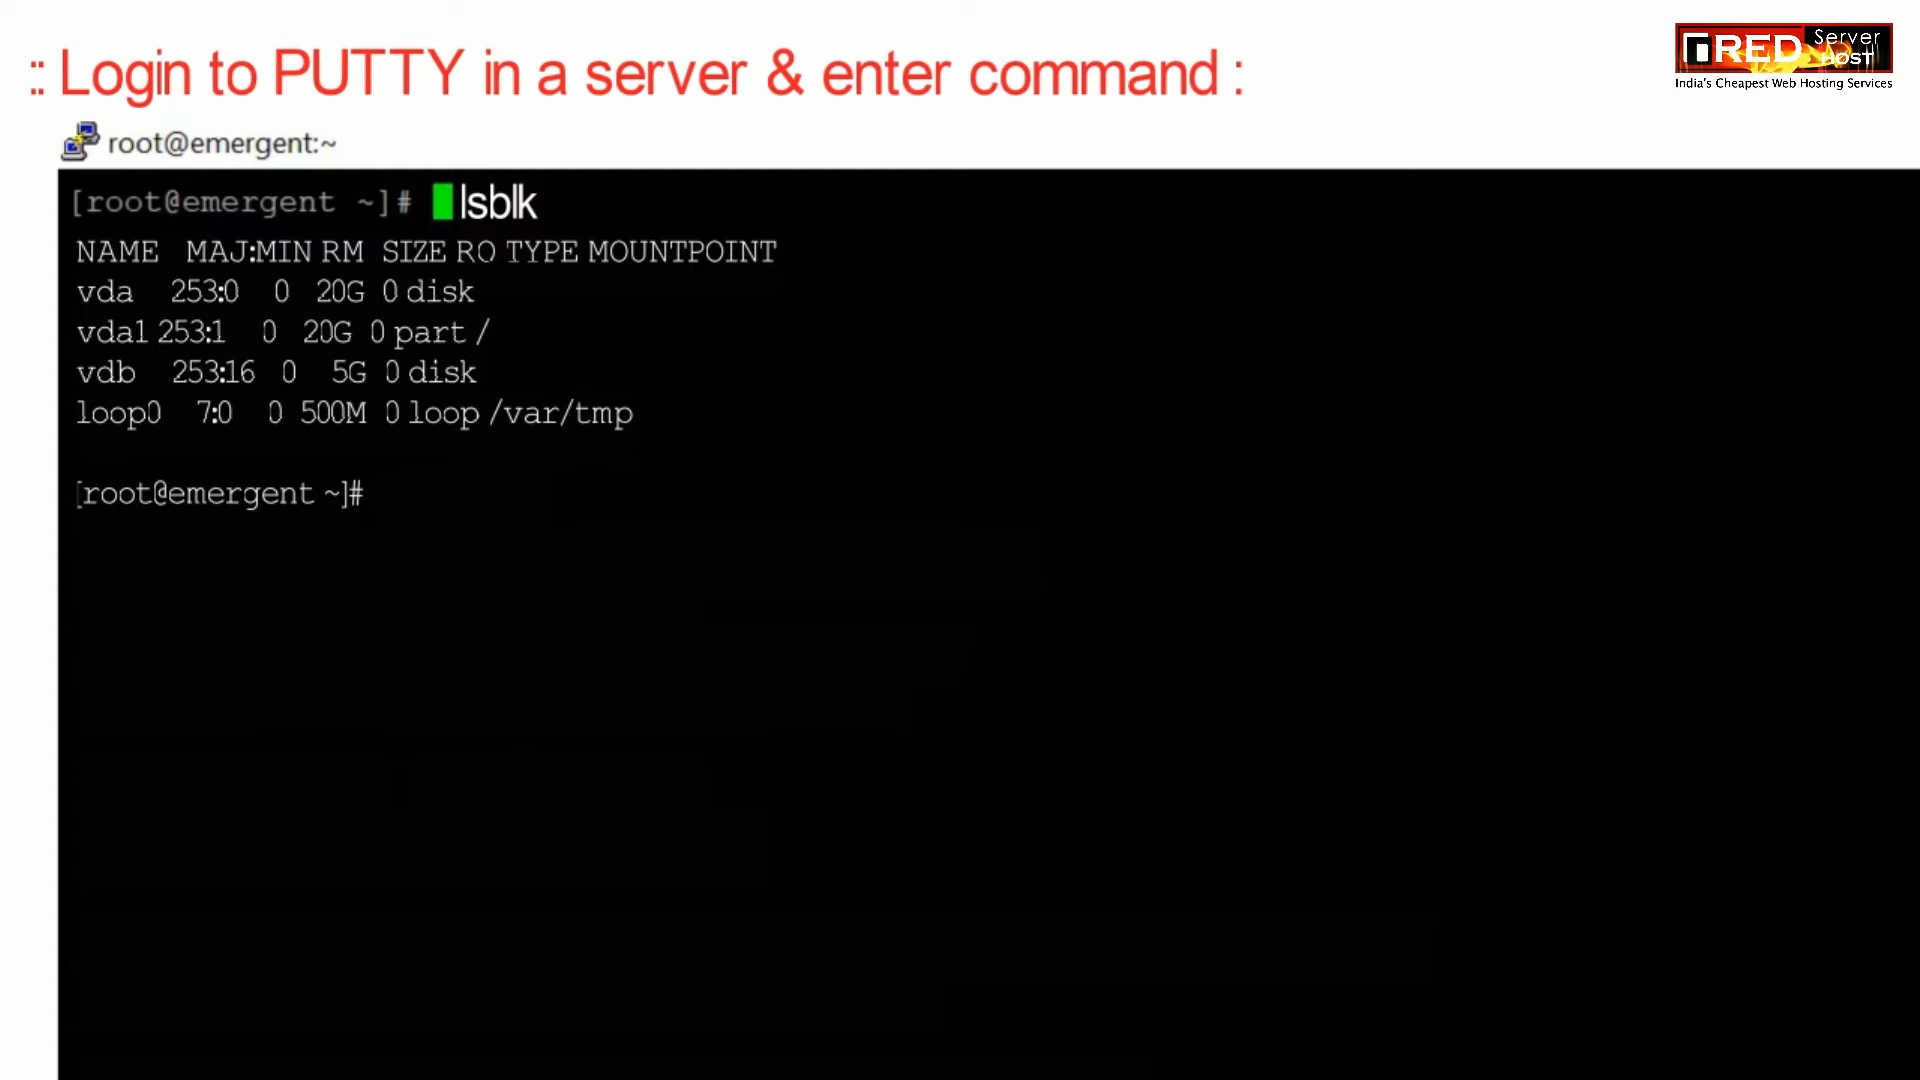 :: Login to PUTTY in a server & enter command :
RED Server HOST
India's Cheapest Web Hosting Services
root@emergent:~
[root@emergent ~]# lsblk
NAME MAJ:MIN RM SIZE RO TYPE MOUNTPOINT
vda 253:0 0 20G 0 disk
vda1 253:1 0 20G 0 part /
vdb 253:16 0 5G 0 disk
loop0 7:0 0 500M 0 loop /var/tmp
[root@emergent ~]#